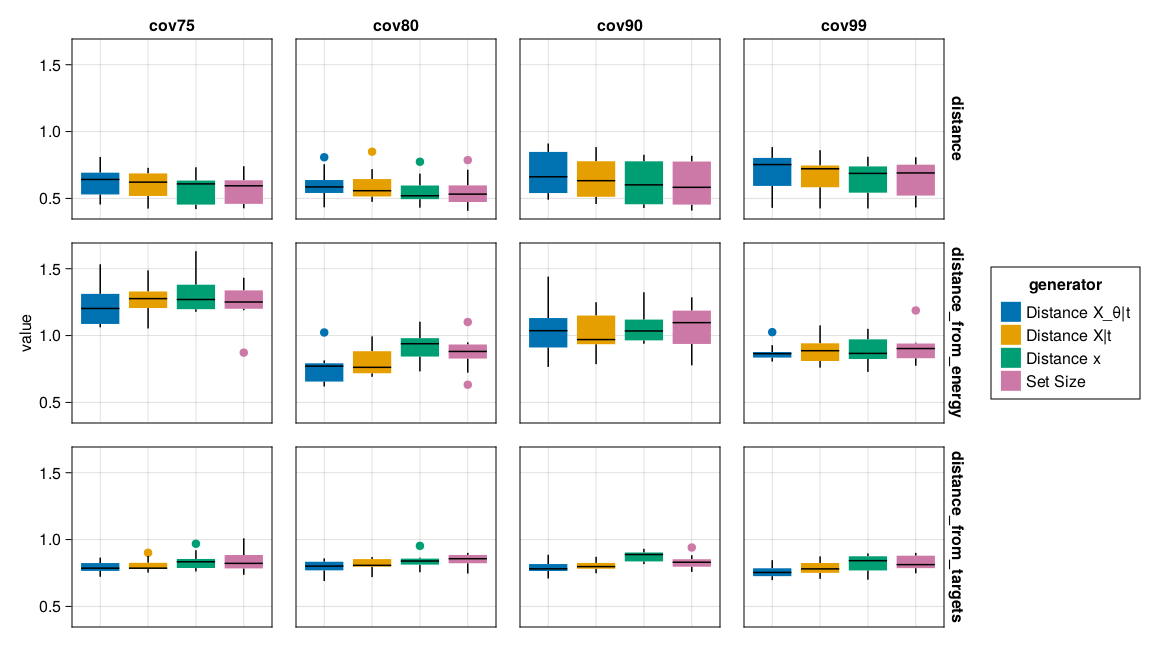 cov75 cov80 cov90 cov99
1.5
1.0
0.5
distance
1.5
1.0
0.5
distance_from_energy
value
1.5
1.0
0.5
distance_from_targets
generator
Distance X_θ|t
Distance X|t
Distance x
Set Size